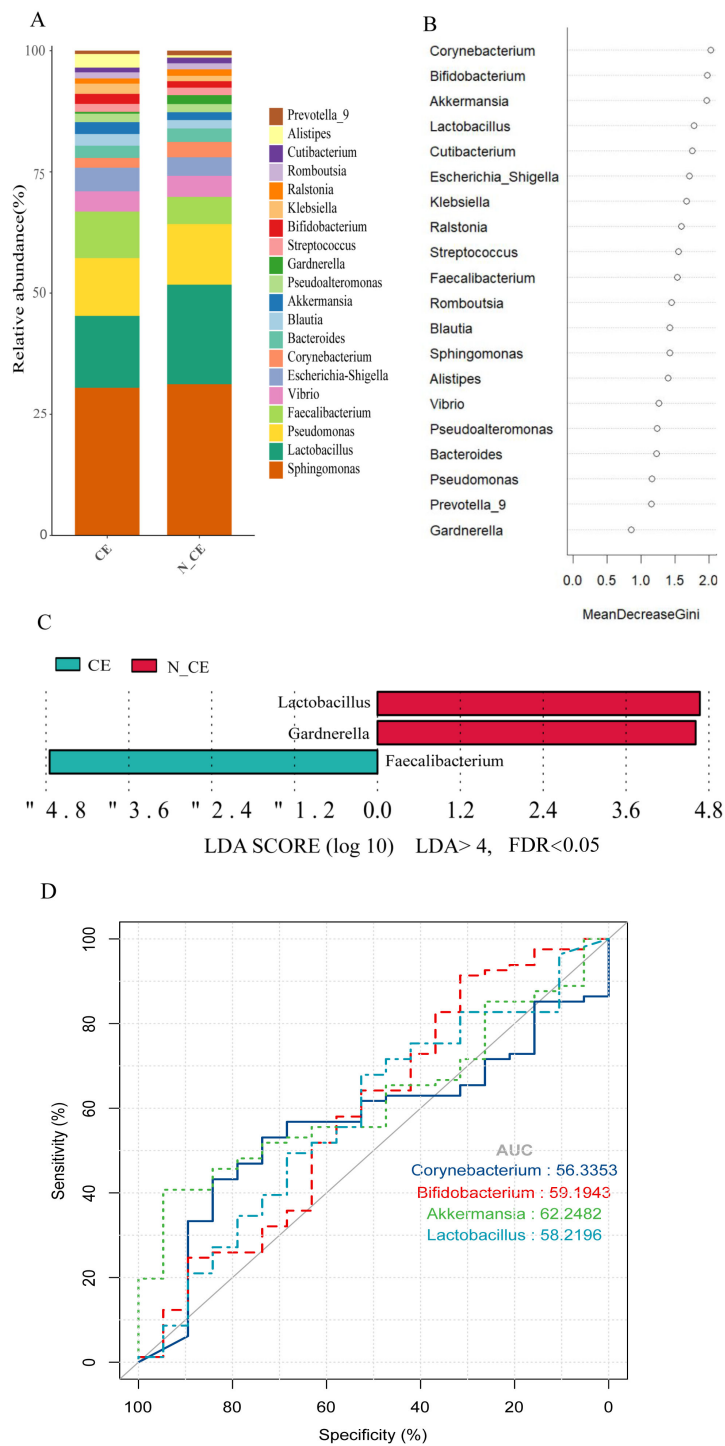 A
100
75
50
25
0
Relative abundance(%)
CE
N_CE
Prevotella_9
Alistipes
Cutibacterium
Romboutsia
Ralstonia
Klebsiella
Bifidobacterium
Streptococcus
Gardnerella
Pseudoalteromonas
Akkermansia
Blautia
Bacteroides
Corynebacterium
Escherichia-Shigella
Vibrio
Faecalibacterium
Pseudomonas
Lactobacillus
Sphingomonas
B
Corynebacterium
Bifidobacterium
Akkermansia
Lactobacillus
Cutibacterium
Escherichia_Shigella
Klebsiella
Ralstonia
Streptococcus
Faecalibacterium
Romboutsia
Blautia
Sphingomonas
Alistipes
Vibrio
Pseudoalteromonas
Bacteroides
Pseudomonas
Prevotella_9
Gardnerella
0.0 0.5 1.0 1.5 2.0
MeanDecreaseGini
C
CE N_CE
Lactobacillus
Gardnerella
Faecalibacterium
" 4.8 " 3.6 " 2.4 " 1.2 0.0 1.2 2.4 3.6 4.8
LDA SCORE (log 10) LDA> 4, FDR<0.05
D
100
80
60
40
20
0
Sensitivity (%)
AUC
Corynebacterium : 56.3353
Bifidobacterium : 59.1943
Akkermansia : 62.2482
Lactobacillus : 58.2196
100 80 60 40 20 0
Specificity (%)